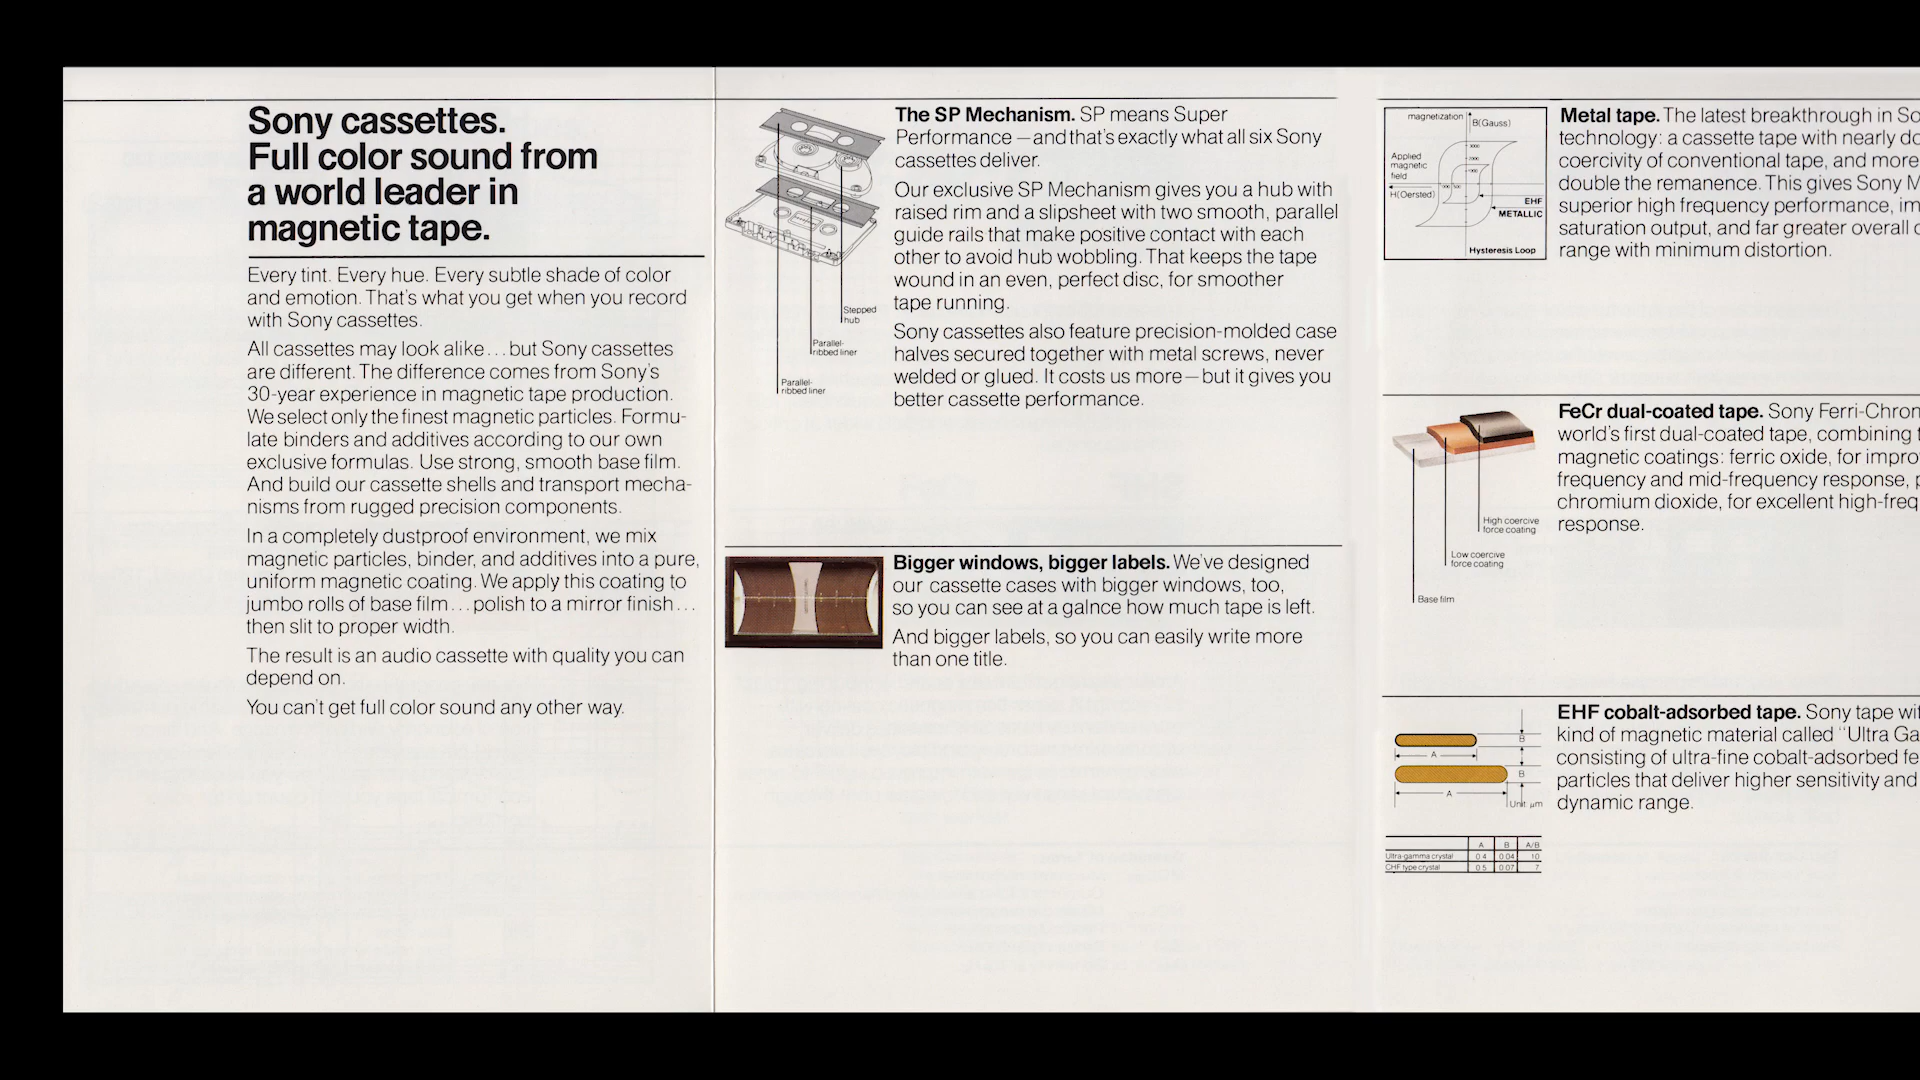 Sony cassettes.
Full color sound from
a world leader in
magnetic tape.
Every tint. Every hue. Every subtle shade of color
and emotion. That's what you get when you record
with Sony cassettes.
All cassettes may look alike...but Sony cassettes
are different. The difference comes from Sony's
30-year experience in magnetic tape production.
We select only the finest magnetic particles. Formu-
late binders and additives according to our own
exclusive formulas. Use strong, smooth base film.
And build our cassette shells and transport mecha-
nisms from rugged precision components.
In a completely dustproof environment, we mix
magnetic particles, binder, and additives into a pure,
uniform magnetic coating. We apply this coating to
jumbo rolls of base film...polish to a mirror finish...
then slit to proper width.
The result is an audio cassette with quality you can
depend on.
You can't get full color sound any other way.
Stepped
hub
Parallel-
ribbed liner
Parallel-
ribbed liner
The SP Mechanism. SP means Super
Performance—and that's exactly what all six Sony
cassettes deliver.
Our exclusive SP Mechanism gives you a hub with
raised rim and a slipsheet with two smooth, parallel
guide rails that make positive contact with each
other to avoid hub wobbling. That keeps the tape
wound in an even, perfect disc, for smoother
tape running.
Sony cassettes also feature precision-molded case
halves secured together with metal screws, never
welded or glued. It costs us more—but it gives you
better cassette performance.
Bigger windows, bigger labels. We've designed
our cassette cases with bigger windows, too,
so you can see at a galnce how much tape is left.
And bigger labels, so you can easily write more
than one title.
magnetization
B(Gauss)
Applied
magnetic
field
H(Oersted)
EHF
METALLIC
Hysteresis Loop
Metal tape. The latest breakthrough in So
technology: a cassette tape with nearly do
coercivity of conventional tape, and more
double the remanence. This gives Sony M
superior high frequency performance, im
saturation output, and far greater overall
range with minimum distortion.
High coercive
force coating
Low coercive
force coating
Base film
FeCr dual-coated tape. Sony Ferri-Chron
world's first dual-coated tape, combining
magnetic coatings: ferric oxide, for impro
frequency and mid-frequency response, p
chromium dioxide, for excellent high-freq
response.
B
A
B
A
Unit μm
A B A/B
Ultra-gamma crystal 0.4 0.04 10
CHF type crystal 0.5 0.07 7
EHF cobalt-adsorbed tape. Sony tape wi
kind of magnetic material called "Ultra Ga
consisting of ultra-fine cobalt-adsorbed fe
particles that deliver higher sensitivity and
dynamic range.